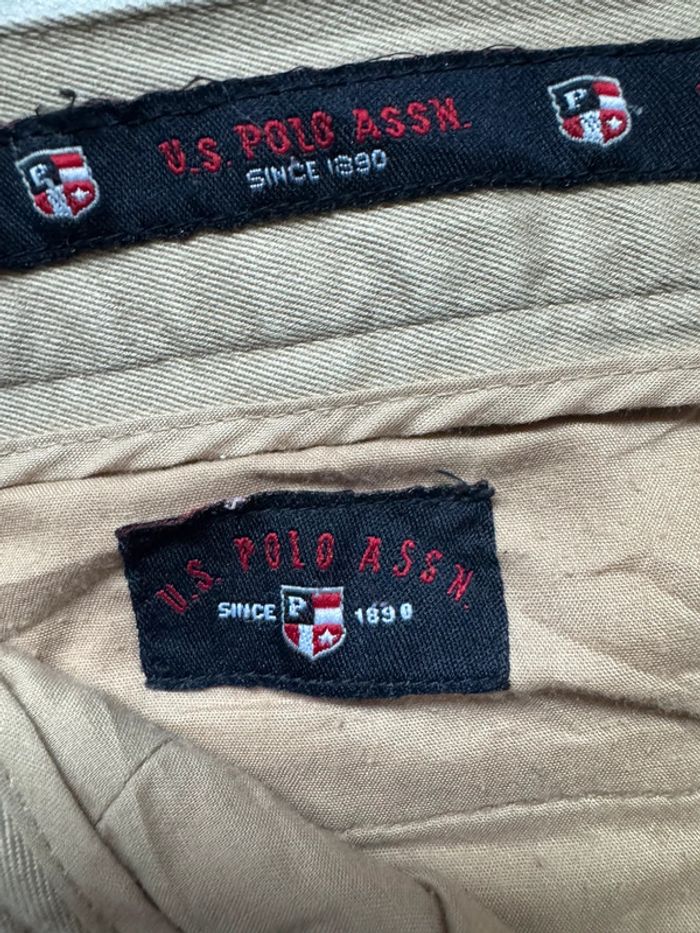 U.S. POLO ASSN.
SINCE 1890
P
P
U.S. POLO ASSN.
SINCE P 1890